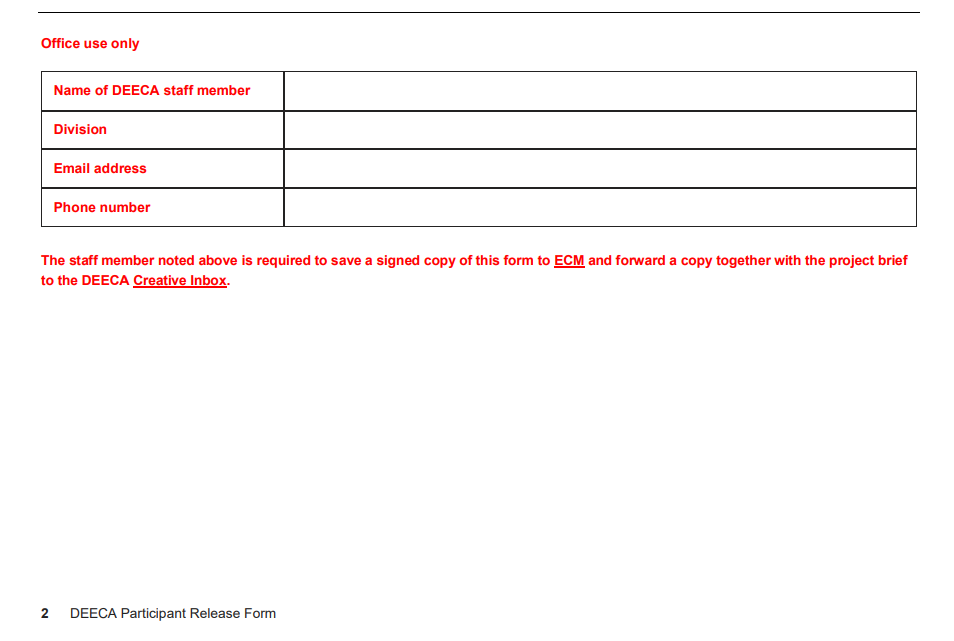 Office use only
Name of DEECA staff member
Division
Email address
Phone number
The staff member noted above is required to save a signed copy of this form to ECM and forward a copy together with the project brief
to the DEECA Creative Inbox.
2 DEECA Participant Release Form